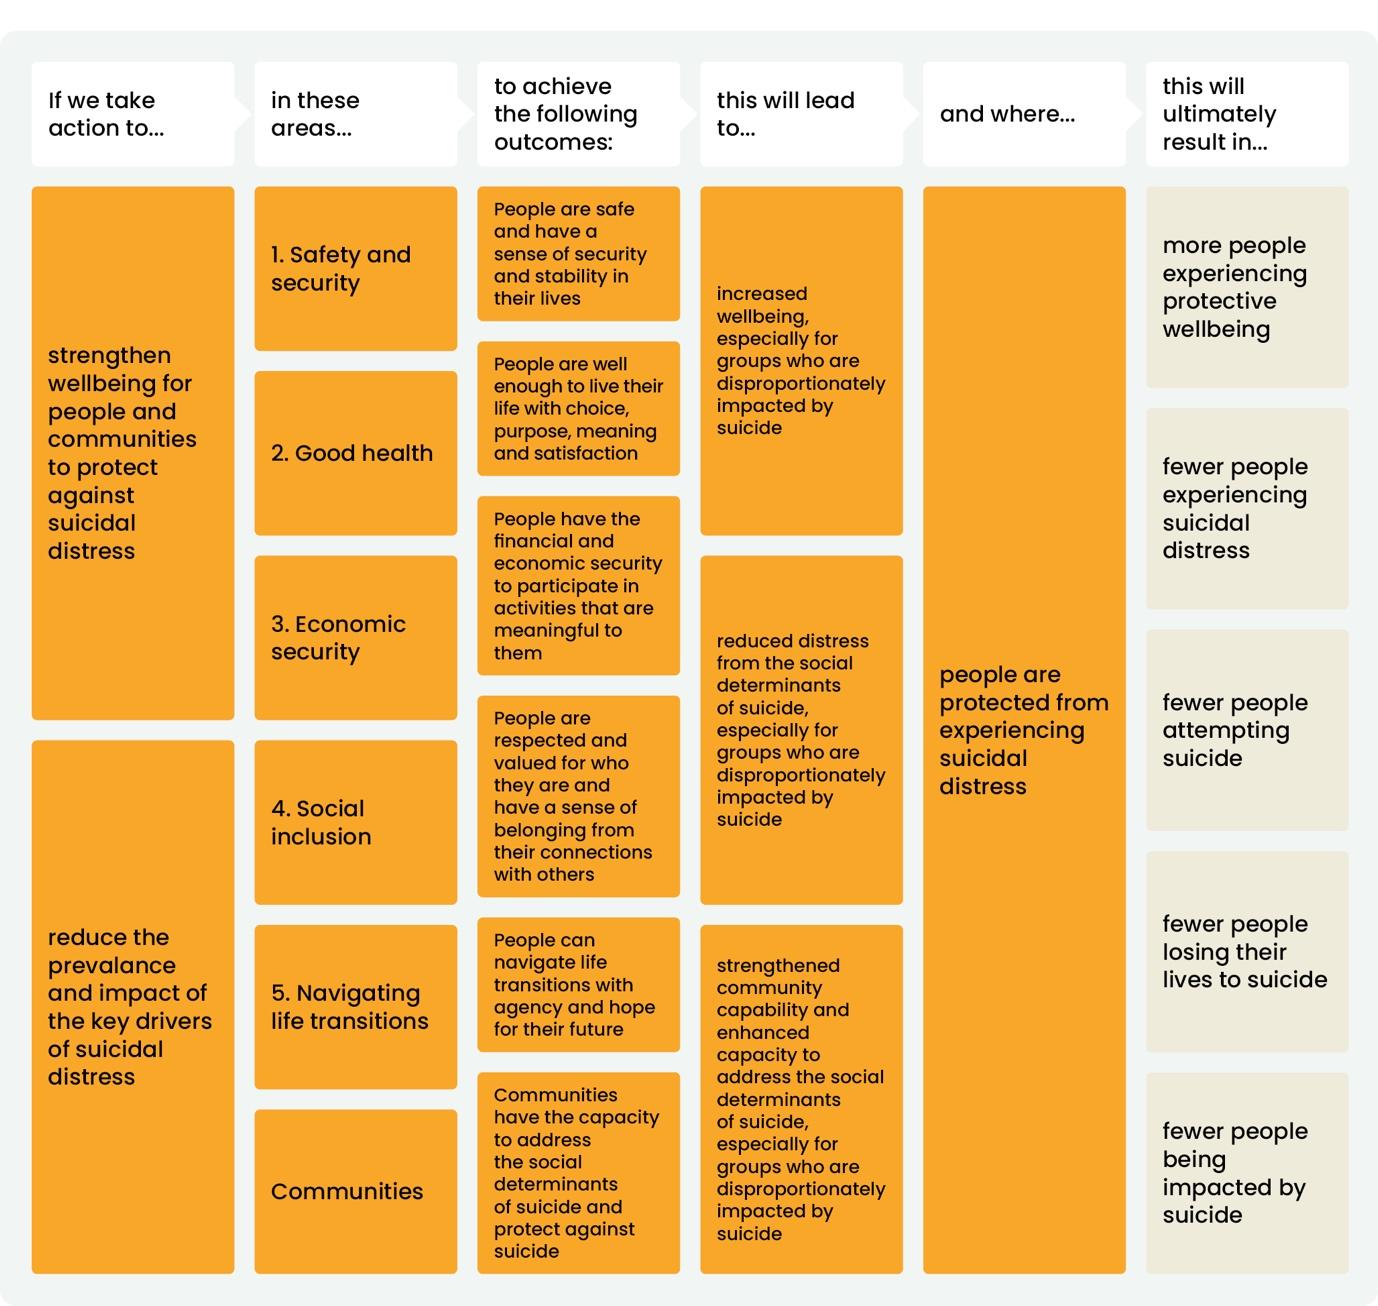 If we take
action to...
in these
areas...
to achieve
the following
outcomes:
this will lead
to...
and where...
this will
ultimately
result in...
strengthen
wellbeing for
people and
communities
to protect
against
suicidal
distress
reduce the
prevalance
and impact of
the key drivers
of suicidal
distress
1. Safety and
security
2. Good health
3. Economic
security
4. Social
inclusion
5. Navigating
life transitions
Communities
People are safe
and have a
sense of security
and stability in
their lives
People are well
enough to live their
life with choice,
purpose, meaning
and satisfaction
People have the
financial and
economic security
to participate in
activities that are
meaningful to
them
People are
respected and
valued for who
they are and
have a sense of
belonging from
their connections
with others
People can
navigate life
transitions with
agency and hope
for their future
Communities
have the capacity
to address
the social
determinants
of suicide and
protect against
suicide
increased
wellbeing,
especially for
groups who are
disproportionately
impacted by
suicide
reduced distress
from the social
determinants
of suicide,
especially for
groups who are
disproportionately
impacted by
suicide
strengthened
community
capability and
enhanced
capacity to
address the social
determinants
of suicide,
especially for
groups who are
disproportionately
impacted by
suicide
people are
protected from
experiencing
suicidal
distress
more people
experiencing
protective
wellbeing
fewer people
experiencing
suicidal
distress
fewer people
attempting
suicide
fewer people
losing their
lives to suicide
fewer people
being
impacted by
suicide